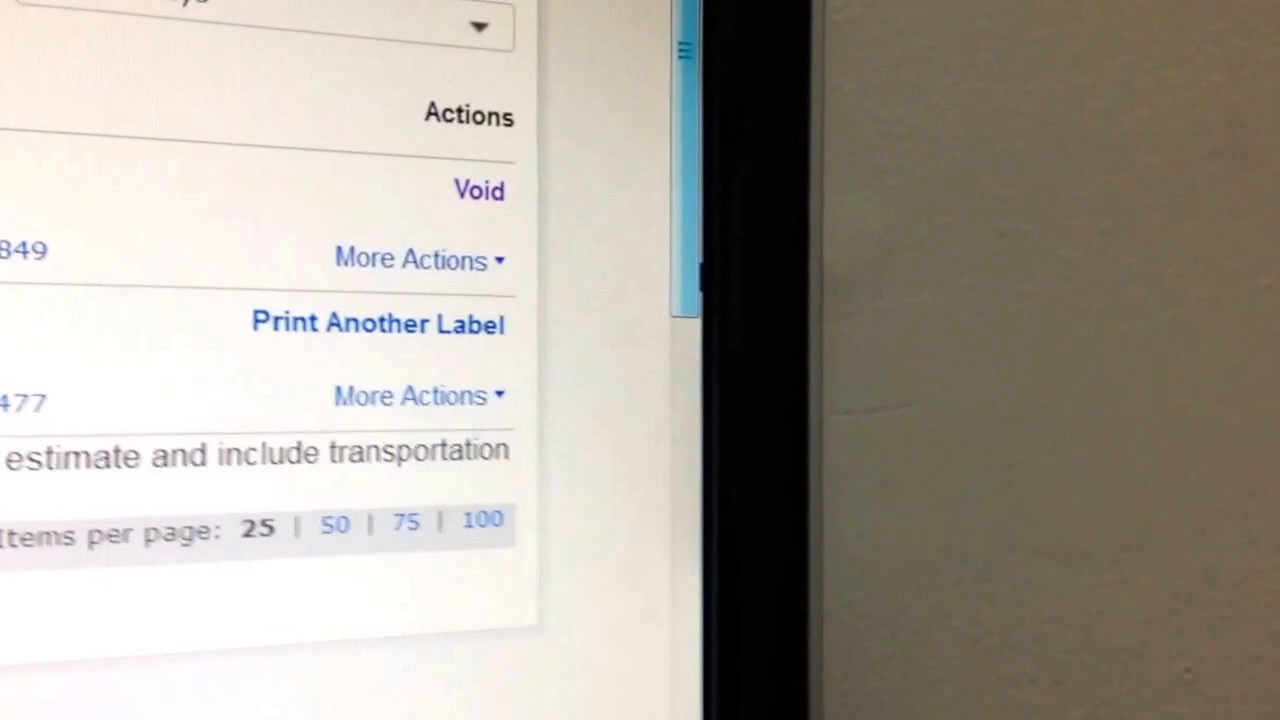 Actions
Void
849 More Actions
Print Another Label
477 More Actions
estimate and include transportation
Items per page: 25 | 50 | 75 | 100